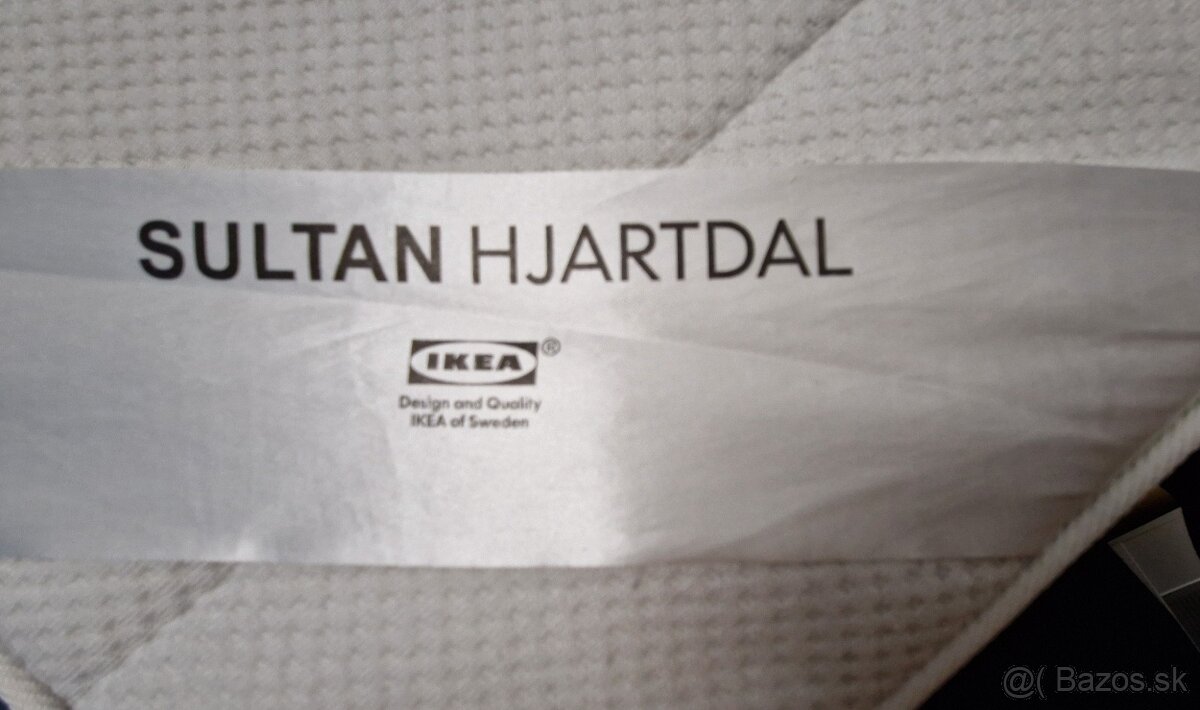 SULTAN HJARTDAL
IKEA®
Design and Quality
IKEA of Sweden
@( Bazos.sk